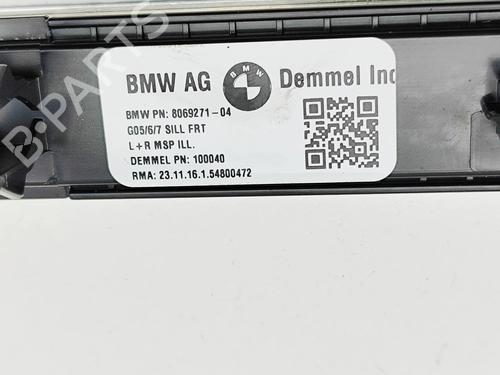 BMW AG BMW Demmel Inc
BMW PN: 8069271-04
G05/6/7 SILL FRT
L+R MSP ILL.
DEMMEL PN: 100040
RMA: 23.11.16.1.54800472
B-PARTS